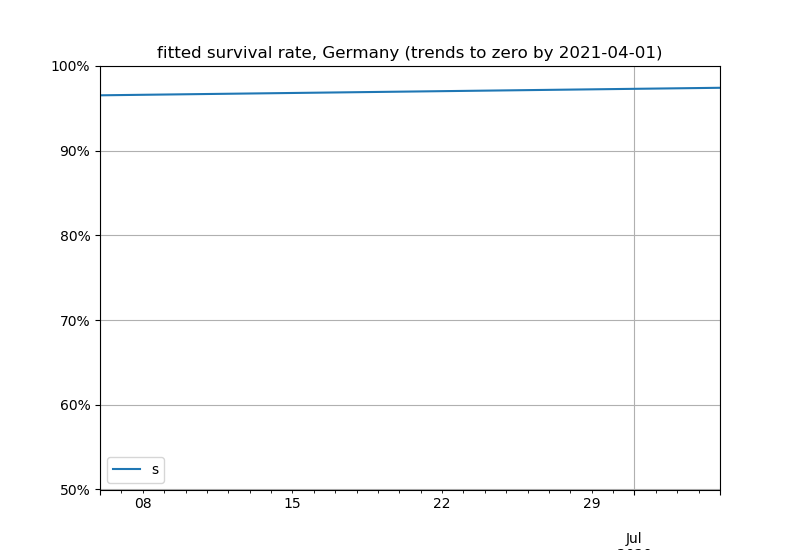 fitted survival rate, Germany (trends to zero by 2021-04-01)
100%
90%
80%
70%
60%
50%
s
08 15 22 29
Jul